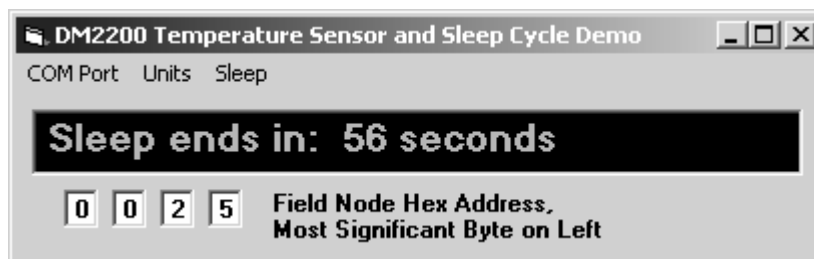 DM2200 Temperature Sensor and Sleep Cycle Demo
COM Port Units Sleep
Sleep ends in: 56 seconds
0 0 2 5 Field Node Hex Address,
Most Significant Byte on Left